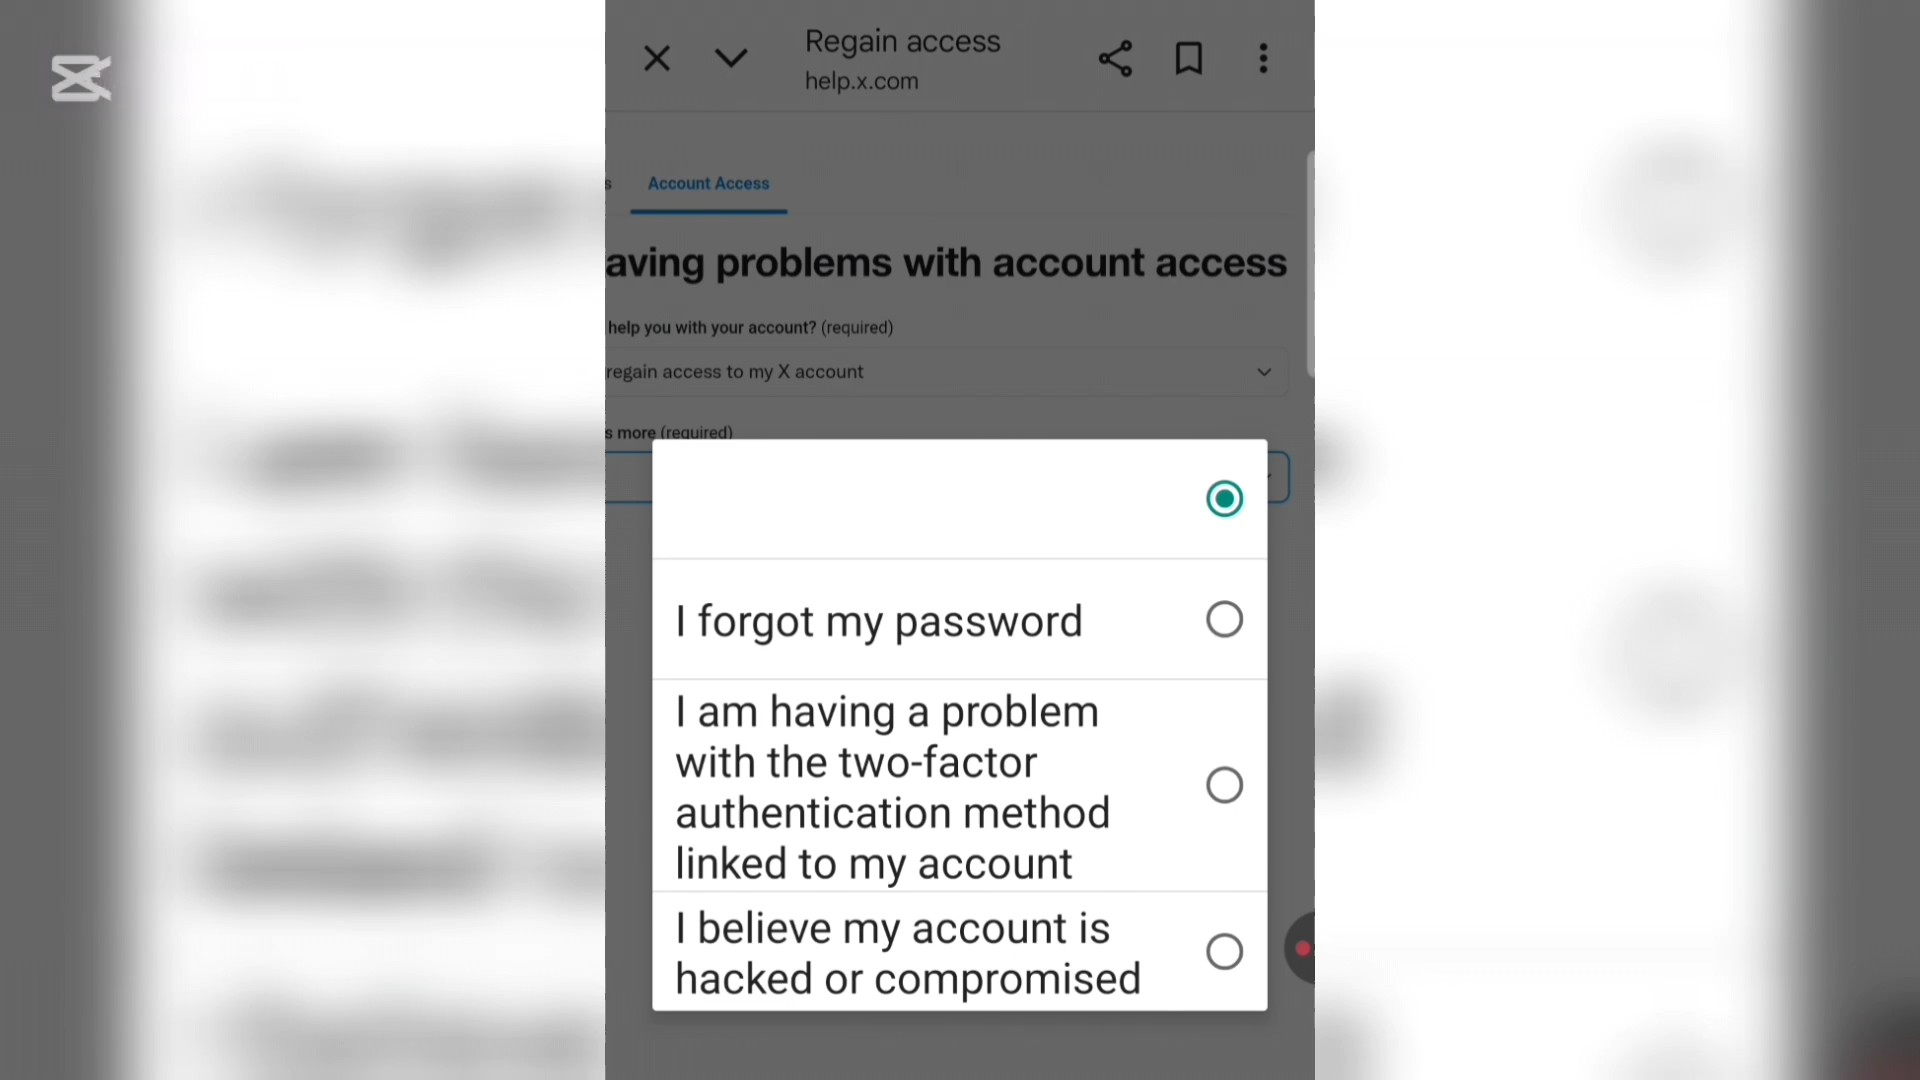 Regain access
help.x.com
s
Account Access
aving problems with account access
help you with your account? (required)
regain access to my X account
s more (required)
I forgot my password
I am having a problem
with the two-factor
authentication method
linked to my account
I believe my account is
hacked or compromised